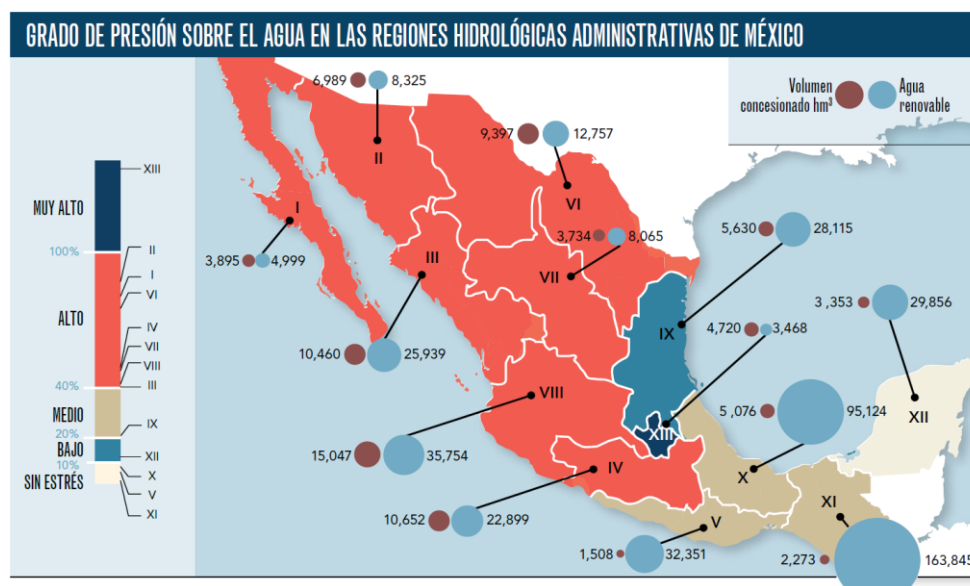 GRADO DE PRESIÓN SOBRE EL AGUA EN LAS REGIONES HIDROLÓGICAS ADMINISTRATIVAS DE MÉXICO
Volumen
concesionado hm³
Agua
renovable
MUY ALTO
100%
ALTO
40%
MEDIO
20%
BAJO
10%
SIN ESTRÉS
XIII
II
I
VI
IV
VII
VIII
III
IX
XII
X
V
XI
6,989 8,325
II
9,397 12,757
VI
I
3,895 4,999
III
10,460 25,939
3,734 8,065
VII
5,630 28,115
IX
4,720 3,468
XIII
3,353 29,856
XII
VIII
15,047 35,754
5,076 95,124
X
IV
10,652 22,899
V
1,508 32,351
XI
2,273 163,845